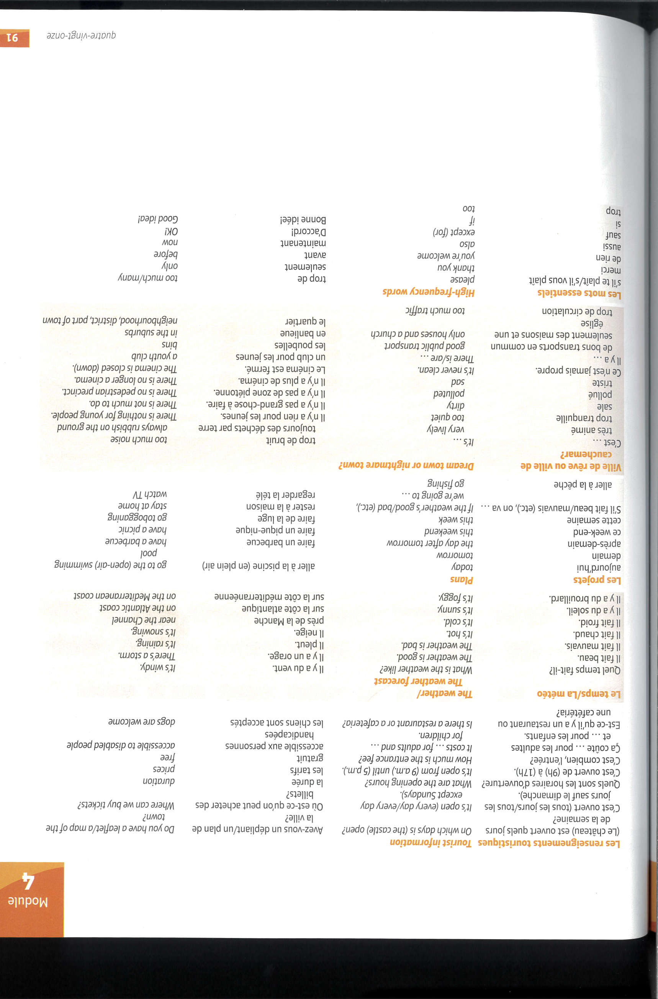 Module
4
Les renseignements touristiques Tourist information
(Le château) est ouvert quels jours On which days is (the castle) open?
de la semaine?
C'est ouvert (tous les jours/tous les It's open (every day/every day
jours sauf le dimanche). except Sundays).
Quels sont les horaires d'ouverture? What are the opening hours?
C'est ouvert de (9h) à (17h). It's open from (9 a.m.) until (5 p.m.).
C'est combien, l'entrée? How much is the entrance fee?
Ça coûte … pour les adultes It costs … for adults and …
et … pour les enfants. for children.
Est-ce qu'il y a un restaurant ou Is there a restaurant or a cafeteria?
une cafétéria?
Avez-vous un dépliant/un plan de Do you have a leaflet/a map of the
la ville? town?
Où est-ce qu'on peut acheter des Where can we buy tickets?
billets?
la durée duration
les tarifs prices
gratuit free
accessible aux personnes accessible to disabled people
handicapées
les chiens sont acceptés dogs are welcome
Le temps/La météo The weather/
The weather forecast
Quel temps fait-il? What is the weather like?
Il fait beau. The weather is good.
Il fait mauvais. The weather is bad.
Il fait chaud. It's hot.
Il fait froid. It's cold.
Il y a du soleil. It's sunny.
Il y a du brouillard. It's foggy.
Il y a du vent. It's windy.
Il y a un orage. There's a storm.
Il pleut. It's raining.
Il neige. It's snowing.
près de la Manche near the Channel
sur la côte atlantique on the Atlantic coast
sur la côte méditerranéenne on the Mediterranean coast
Les projets Plans
aujourd'hui today
demain tomorrow
après-demain the day after tomorrow
ce week-end this weekend
cette semaine this week
S'il fait beau/mauvais (etc.), on va … If the weather's good/bad (etc.),
we're going to …
aller à la pêche go fishing
aller à la piscine (en plein air) go to the (open-air) swimming
pool
faire un barbecue have a barbecue
faire un pique-nique have a picnic
faire de la luge go tobogganing
rester à la maison stay at home
regarder la télé watch TV
Ville de rêve ou ville de Dream town or nightmare town?
cauchemar?
C'est … It's …
très animé very lively
trop tranquille too quiet
sale dirty
pollué polluted
triste sad
Ce n'est jamais propre. It's never clean.
Il y a … There is/are …
de bons transports en commun good public transport
seulement des maisons et une only houses and a church
église
trop de circulation too much traffic
trop de bruit too much noise
toujours des déchets par terre always rubbish on the ground
Il n'y a rien pour les jeunes. There is nothing for young people.
Il n'y a pas grand-chose à faire. There is not much to do.
Il n'y a pas de zone piétonne. There is no pedestrian precinct.
Il n'y a plus de cinéma. There is no longer a cinema.
Le cinéma est fermé. The cinema is closed (down).
un club pour les jeunes a youth club
les poubelles bins
en banlieue in the suburbs
le quartier neighbourhood, district, part of town
Les mots essentiels High-frequency words
s'il te plaît/s'il vous plaît please
merci thank you
de rien you're welcome
aussi also
sauf except (for)
si if
trop too
trop de too much/many
seulement only
avant before
maintenant now
D'accord! OK!
Bonne idée! Good idea!
quatre-vingt-onze 91